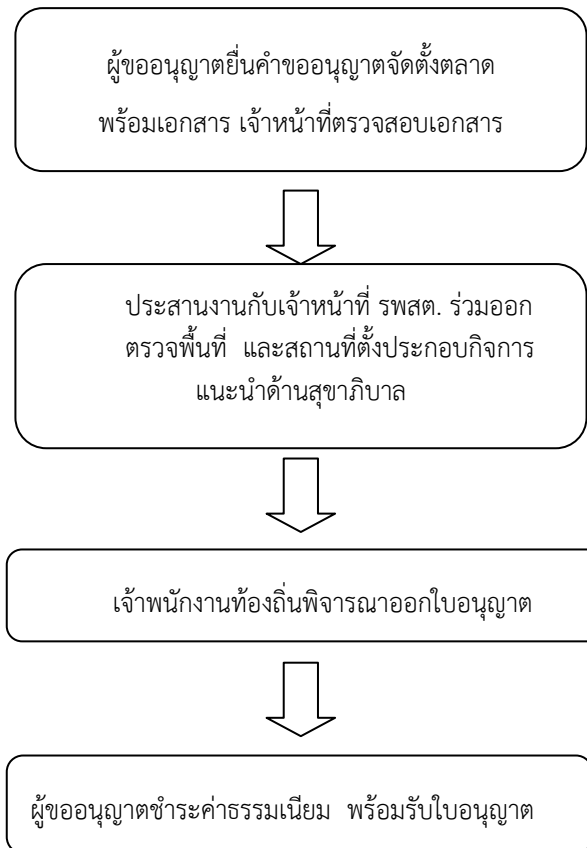 ผู้ขออนุญาตยื่นคำขออนุญาตจัดตั้งตลาด
พร้อมเอกสาร เจ้าหน้าที่ตรวจสอบเอกสาร
ประสานงานกับเจ้าหน้าที่ รพสต. ร่วมออก
ตรวจพื้นที่ และสถานที่ตั้งประกอบกิจการ
แนะนำด้านสุขาภิบาล
เจ้าพนักงานท้องถิ่นพิจารณาออกใบอนุญาต
ผู้ขออนุญาตชำระค่าธรรมเนียม พร้อมรับใบอนุญาต